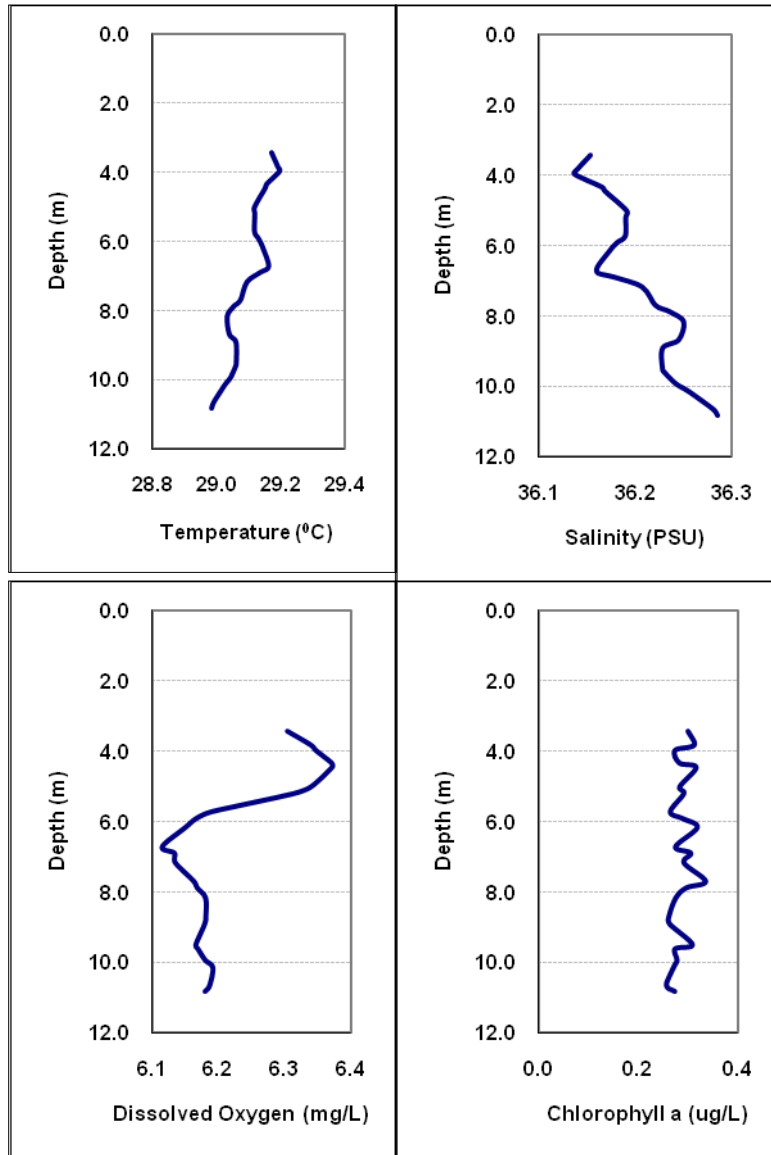 0.0
2.0
4.0
6.0
8.0
10.0
12.0
Depth (m)
28.8 29.0 29.2 29.4
Temperature (⁰C)
0.0
2.0
4.0
6.0
8.0
10.0
12.0
Depth (m)
36.1 36.2 36.3
Salinity (PSU)
0.0
2.0
4.0
6.0
8.0
10.0
12.0
Depth (m)
6.1 6.2 6.3 6.4
Dissolved Oxygen (mg/L)
0.0
2.0
4.0
6.0
8.0
10.0
12.0
Depth (m)
0.0 0.2 0.4
Chlorophyll a (ug/L)